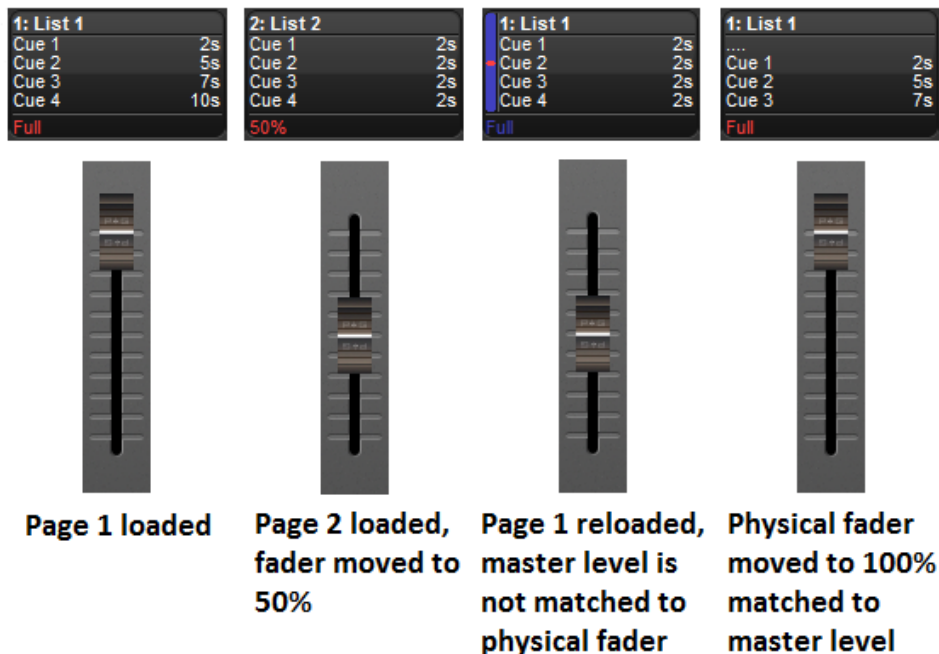 1: List 1
Cue 1 2s
Cue 2 5s
Cue 3 7s
Cue 4 10s
Full
2: List 2
Cue 1 2s
Cue 2 2s
Cue 3 2s
Cue 4 2s
50%
1: List 1
Cue 1 2s
Cue 2 2s
Cue 3 2s
Cue 4 2s
Full
1: List 1
....
Cue 1 2s
Cue 2 5s
Cue 3 7s
Full
Page 1 loaded
Page 2 loaded,
fader moved to
50%
Page 1 reloaded,
master level is
not matched to
physical fader
Physical fader
moved to 100%
matched to
master level